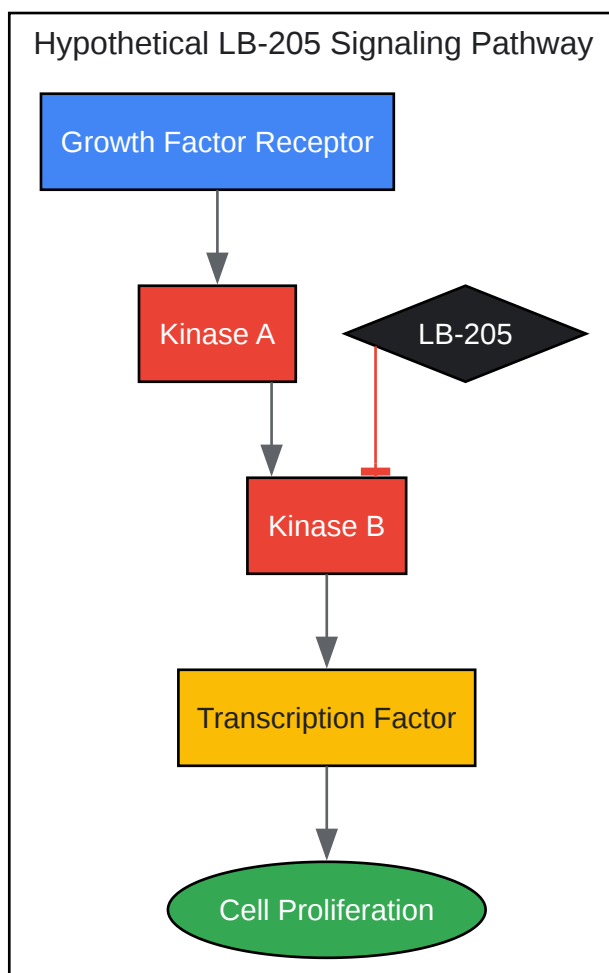 Hypothetical LB-205 Signaling Pathway
Growth Factor Receptor
Kinase A
LB-205
Kinase B
Transcription Factor
Cell Proliferation